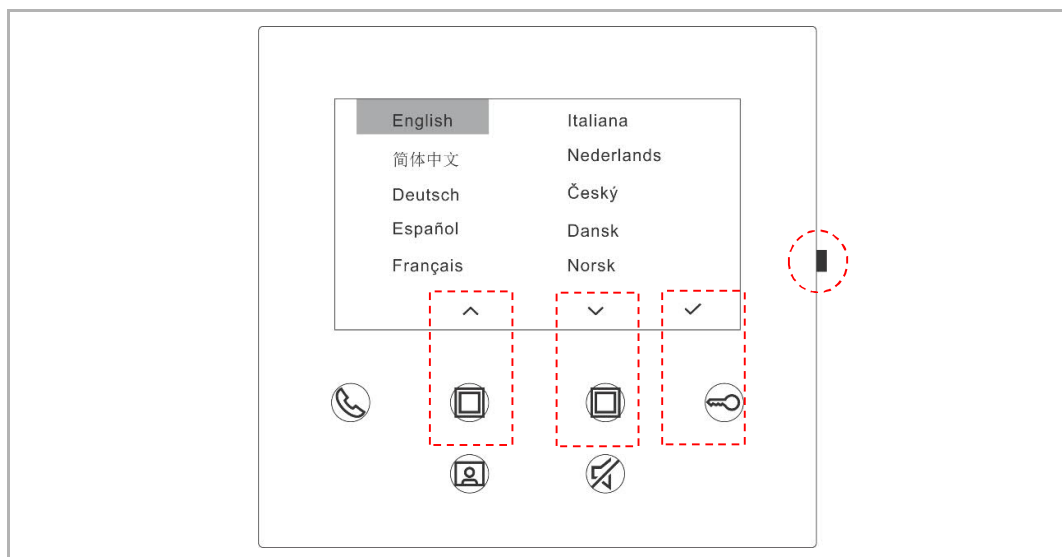 English
简体中文
Deutsch
Español
Français
Italiana
Nederlands
Český
Dansk
Norsk